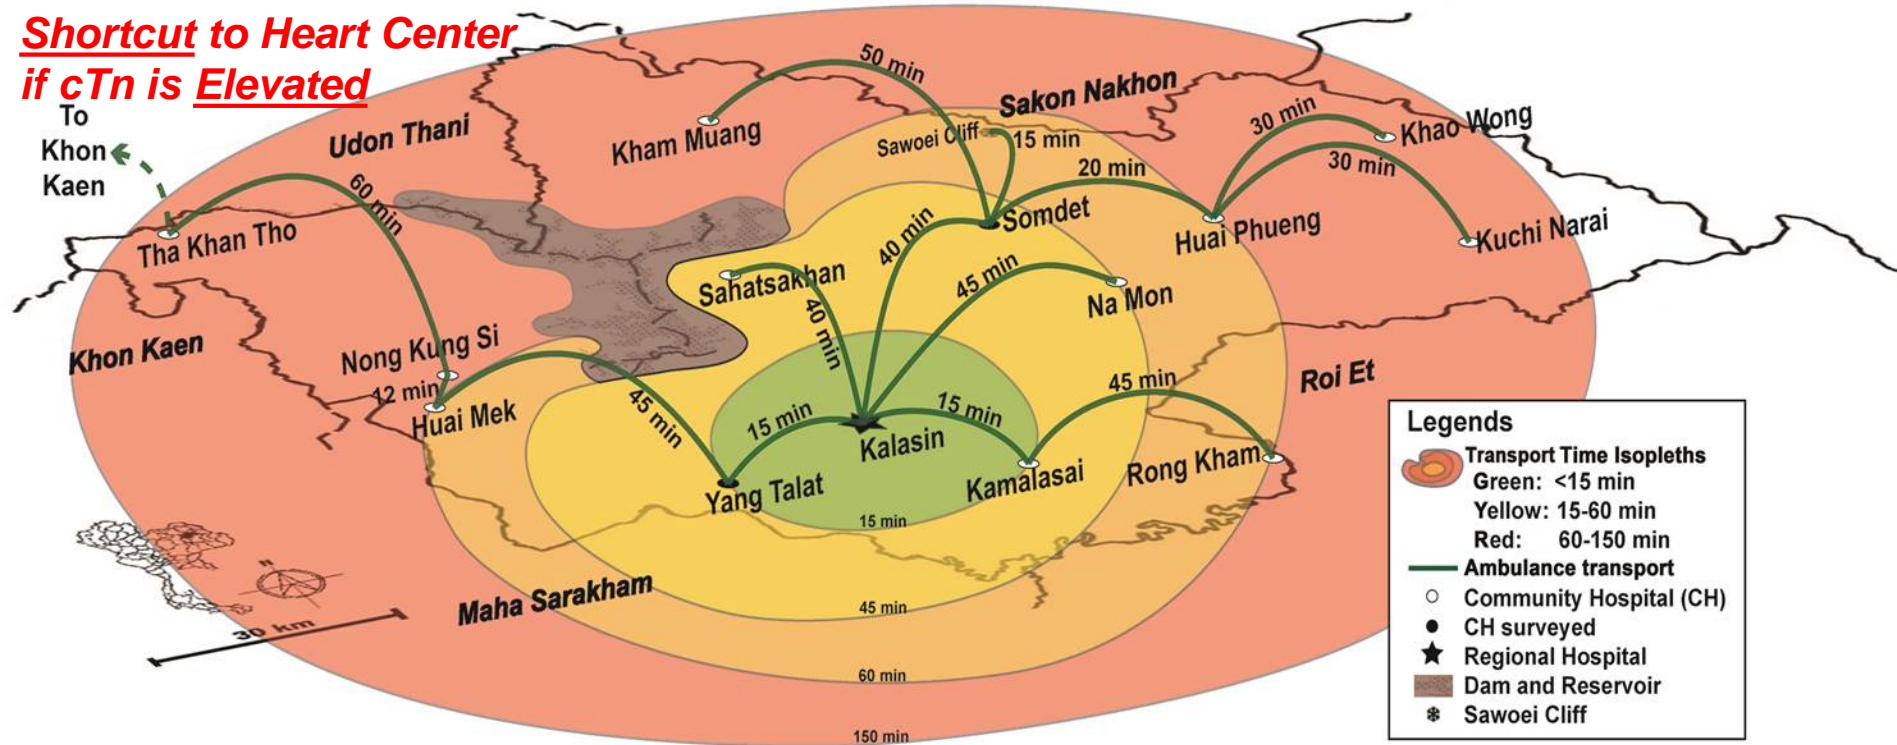 Shortcut to Heart Center
if cTn is Elevated
To
Khon
Kaen
Udon Thani
Sakon Nakhon
50 min
Kham Muang
Sawoei Cliff
15 min
20 min
30 min
Khao Wong
30 min
60 min
Tha Khan Tho
Somdet
Huai Phueng
Kuchi Narai
40 min
45 min
Sahatsakhan
40 min
Na Mon
Khon Kaen
Nong Kung Si
12 min
Huai Mek
45 min
15 min
Kalasin
15 min
45 min
Roi Et
Yang Talat
Kamalasai
Rong Kham
15 min
Maha Sarakham
45 min
60 min
150 min
N
30 km
Legends
Transport Time Isopleths
Green: <15 min
Yellow: 15-60 min
Red: 60-150 min
Ambulance transport
Community Hospital (CH)
CH surveyed
Regional Hospital
Dam and Reservoir
Sawoei Cliff